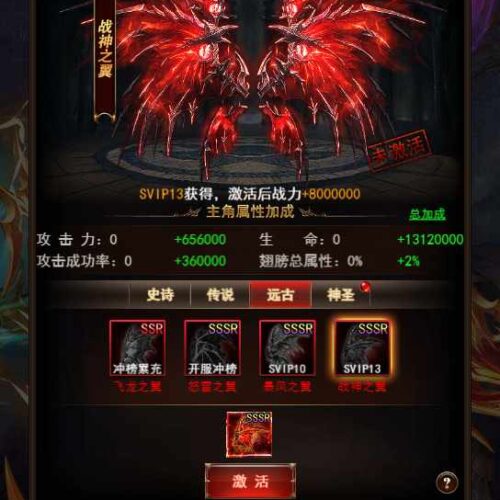 战神之翼
未激活
SVIP13获得，激活后战力+8000000
主角属性加成
总加成
攻 击 力：0 +656000 生 命：0 +13120000
攻击成功率：0 +360000 翅膀总属性：0% +2%
史诗 传说 远古 神圣
SSR SSSR SSSR SSSR
冲榜累充 开服冲榜 SVIP10 SVIP13
飞龙之翼 怒雷之翼 暴风之翼 战神之翼
SSSR
激活
?